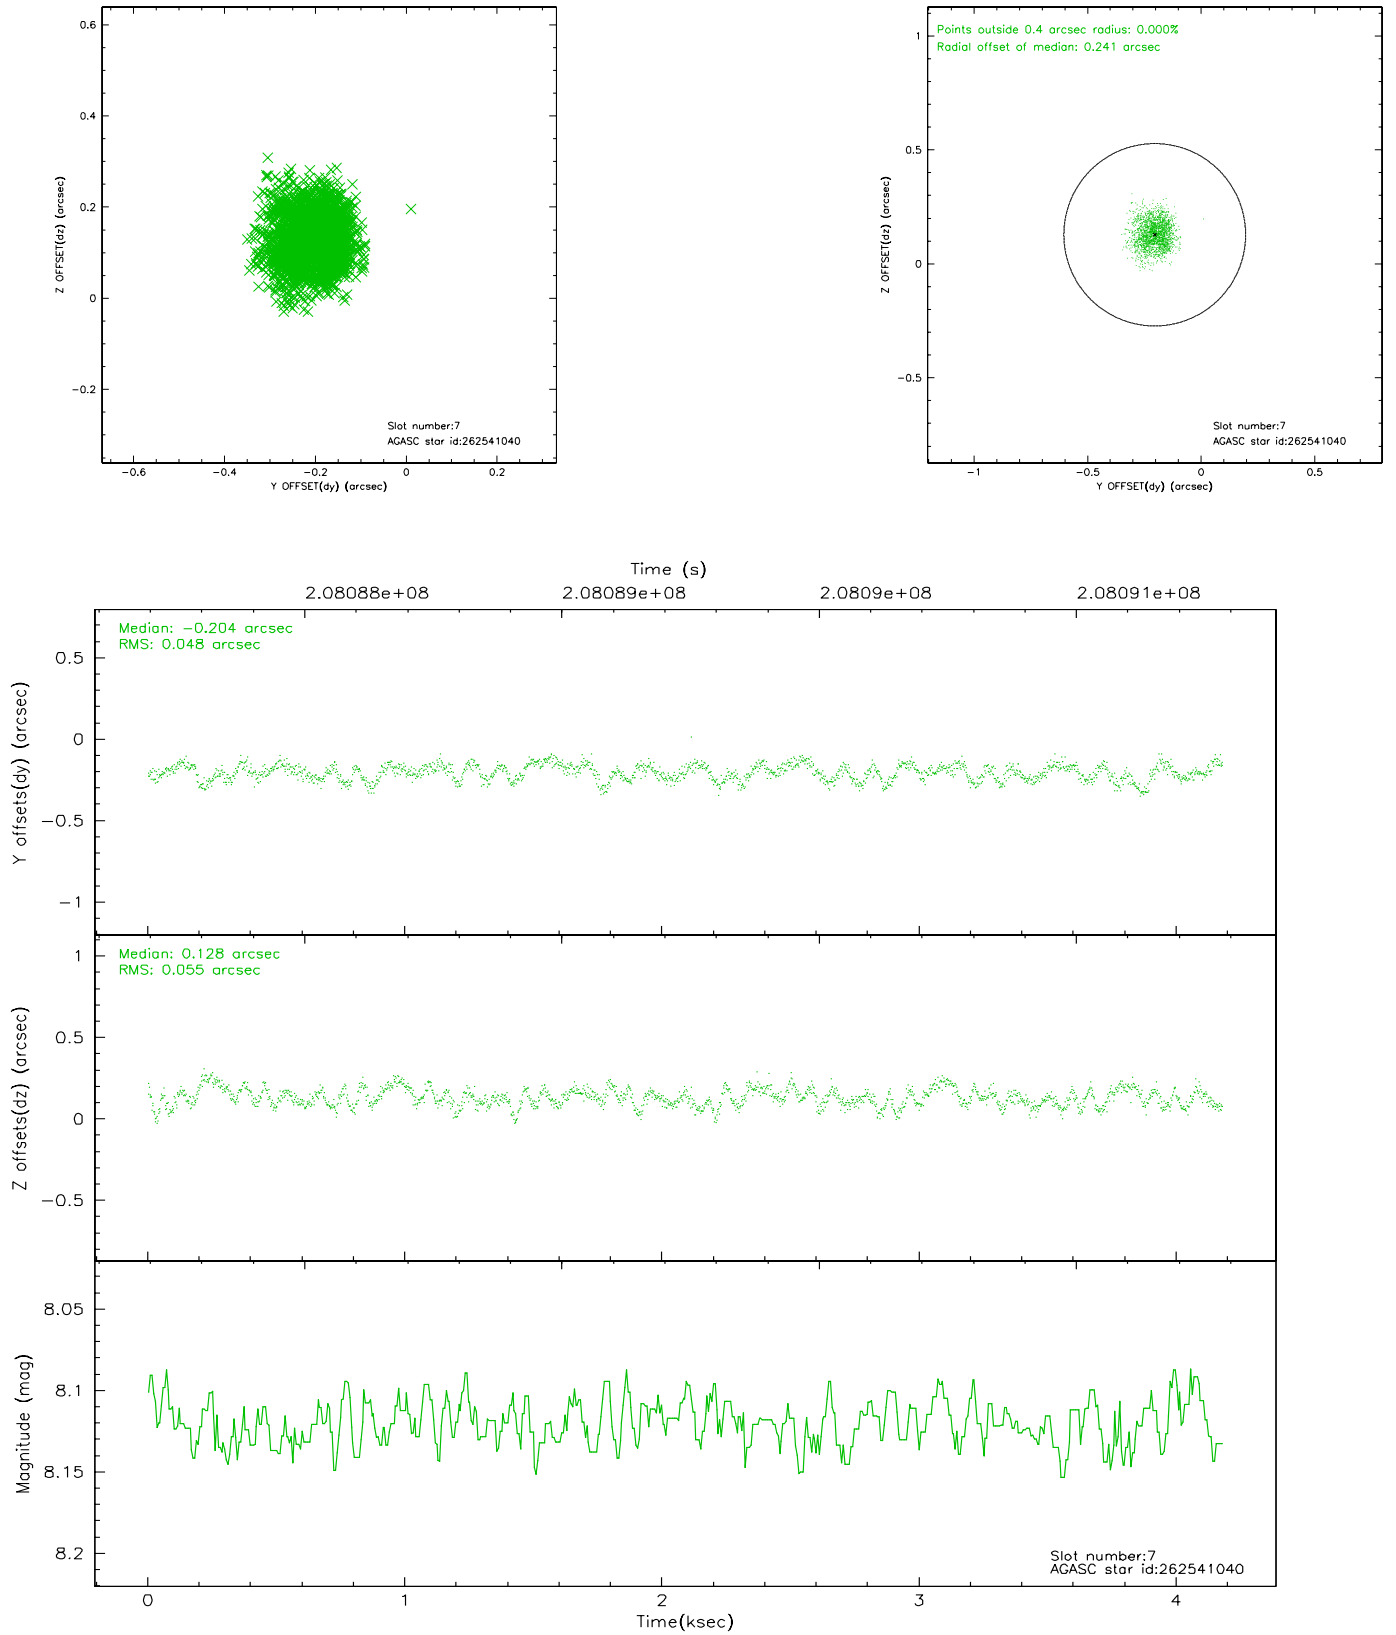 0.6
0.4
0.2
0
−0.2
Z OFFSET(dz) (arcsec)
Slot number:7
AGASC star id:262541040
−0.6 −0.4 −0.2 0 0.2
Y OFFSET(dy) (arcsec)
Points outside 0.4 arcsec radius: 0.000%
Radial offset of median: 0.241 arcsec
1
0.5
0
−0.5
Z OFFSET(dz) (arcsec)
Slot number:7
AGASC star id:262541040
−1 −0.5 0 0.5
Y OFFSET(dy) (arcsec)
Time (s)
2.08088e+08 2.08089e+08 2.0809e+08 2.08091e+08
Median: −0.204 arcsec
RMS: 0.048 arcsec
0.5
0
−0.5
−1
Y offsets(dy) (arcsec)
Median: 0.128 arcsec
RMS: 0.055 arcsec
1
0.5
0
−0.5
Z offsets(dz) (arcsec)
8.05
8.1
8.15
8.2
Magnitude (mag)
Slot number:7
AGASC star id:262541040
0 1 2 3 4
Time(ksec)